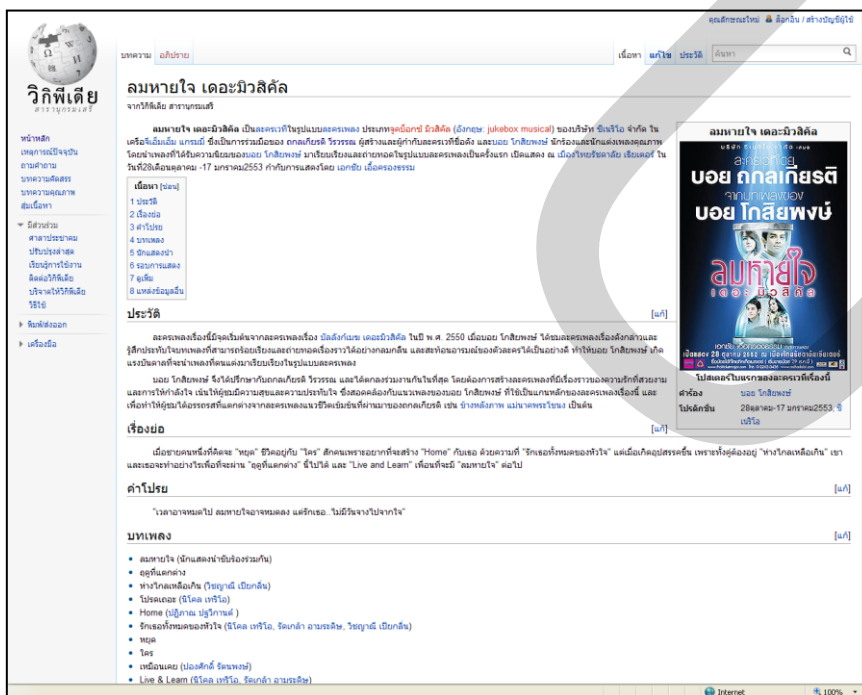 คุณลักษณะใหม่ ล็อกอิน / สร้างบัญชีผู้ใช้
บทความ อภิปราย เนื้อหา แก้ไข ประวัติ ค้นหา
วิกิพีเดีย
สารานุกรมเสรี
หน้าหลัก
เหตุการณ์ปัจจุบัน
ถามคำถาม
บทความคัดสรร
บทความคุณภาพ
สุ่มเนื้อหา
มีส่วนร่วม
ศาลาประชาคม
ปรับปรุงล่าสุด
เรียนรู้การใช้งาน
ติดต่อวิกิพีเดีย
บริจาคให้วิกิพีเดีย
วิธีใช้
พิมพ์/ส่งออก
เครื่องมือ
ลมหายใจ เดอะมิวสิคัล
จากวิกิพีเดีย สารานุกรมเสรี
ลมหายใจ เดอะมิวสิคัล เป็นละครเวทีในรูปแบบละครเพลง ประเภทจูคบ็อกซ์ มิวสิคัล (อังกฤษ: jukebox musical) ของบริษัท ซีเนริโอ จำกัด ใน
เครือจีเอ็มเอ็ม แกรมมี่ ซึ่งเป็นการร่วมมือของ ถกลเกียรติ วีรวรรณ ผู้สร้างและผู้กำกับละครเวทีชื่อดัง และบอย โกสิยพงษ์ นักร้องและนักแต่งเพลงคุณภาพ
โดยนำเพลงที่ได้รับความนิยมของบอย โกสิยพงษ์ มาเรียบเรียงและถ่ายทอดในรูปแบบละครเพลงเป็นครั้งแรก เปิดแสดง ณ เมืองไทยรัชดาลัย เธียเตอร์ ใน
วันที่28เดือนตุลาคม -17 มกราคม2553 กำกับการแสดงโดย เอกชัย เอื้อครองธรรม
เนื้อหา [ซ่อน]
1 ประวัติ
2 เรื่องย่อ
3 คำโปรย
4 บทเพลง
5 นักแสดงนำ
6 รอบการแสดง
7 ดูเพิ่ม
8 แหล่งข้อมูลอื่น
ประวัติ [แก้]
ละครเพลงเรื่องนี้มีจุดเริ่มต้นจากละครเพลงเรื่อง บัลลังก์เมฆ เดอะมิวสิคัล ในปี พ.ศ. 2550 เมื่อบอย โกสิยพงษ์ ได้ชมละครเพลงเรื่องดังกล่าวและ
รู้สึกประทับใจบทเพลงที่สามารถร้อยเรียงและถ่ายทอดเรื่องราวได้อย่างกลมกลืน และสะท้อนอารมณ์ของตัวละครได้เป็นอย่างดี ทำให้บอย โกสิยพงษ์ เกิด
แรงบันดาลที่จะนำเพลงที่ตนแต่งมาเรียบเรียงในรูปแบบละครเพลง
บอย โกสิยพงษ์ จึงได้ปรึกษากับถกลเกียรติ วีรวรรณ และได้ตกลงร่วมงานกันในที่สุด โดยต้องการสร้างละครเพลงที่มีเรื่องราวของความรักที่สวยงาม
และการให้กำลังใจ เน้นให้ผู้ชมมีความสุขและความประทับใจ ซึ่งสอดคล้องกับแนวเพลงของบอย โกสิยพงษ์ ที่ใช้เป็นแกนหลักของละครเพลงเรื่องนี้ และ
เพื่อทำให้ผู้ชมได้อรรถรสที่แตกต่างจากละครเพลงแนวชีวิตเข้มข้นที่ผ่านมาของถกลเกียรติ เช่น ข้างหลังภาพ แม่นาคพระโขนง เป็นต้น
เรื่องย่อ [แก้]
เมื่อชายคนหนึ่งที่คิดจะ "หยุด" ชีวิตอยู่กับ "ใคร" สักคนเพราะอยากที่จะสร้าง "Home" กับเธอ ด้วยความที่ "รักเธอทั้งหมดของหัวใจ" แต่เมื่อเกิดอุปสรรคขึ้น เพราะทั้งคู่ต้องอยู่ "ห่างไกลเหลือเกิน" เขา
และเธอจะทำอย่างไรเพื่อที่จะผ่าน "ฤดูที่แตกต่าง" นี้ไปได้ และ "Live and Learn" เพื่อนที่จะมี "ลมหายใจ" ต่อไป
คำโปรย [แก้]
"เวลาอาจหมดไป ลมหายใจอาจหมดลง แต่รักเธอ..ไม่มีวันจางไปจากใจ"
บทเพลง [แก้]
ลมหายใจ (นักแสดงนำขับร้องร่วมกัน)
ฤดูที่แตกต่าง
ห่างไกลเหลือเกิน (วิชญาณี เปียกลิ่น)
โปรดเถอะ (นิโคล เทริโอ)
Home (ปฏิภาณ ปฐวีกานต์ )
รักเธอทั้งหมดของหัวใจ (นิโคล เทริโอ, รัดเกล้า อามระดิษ, วิชญาณี เปียกลิ่น)
หยุด
ใคร
เหมือนเคย (ปองศักดิ์ รัตนพงษ์)
Live & Learn (นิโคล เทริโอ, รัดเกล้า อามระดิษ)
ลมหายใจ เดอะมิวสิคัล
ละครเวทีโดย
บอย ถกลเกียรติ
จากบทเพลงของ
บอย โกสิยพงษ์
ลมหายใจ
เดอะมิวสิคัล
โปสเตอร์ใบแรกของละครเวทีเรื่องนี้
คำร้อง บอย โกสิยพงษ์
โปรดักชั่น 28ตุลาคม-17 มกราคม2553, ซี
เนริโอ
Internet 100%